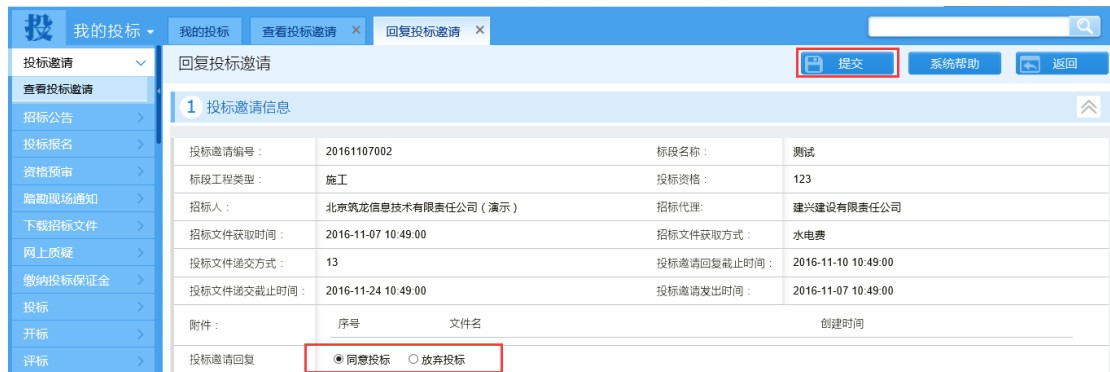 投 我的投标 我的投标 查看投标邀请 × 回复投标邀请 ×
投标邀请
查看投标邀请
招标公告
投标报名
资格预审
踏勘现场通知
下载招标文件
网上质疑
缴纳投标保证金
投标
开标
评标
回复投标邀请 提交 系统帮助 返回
1 投标邀请信息
投标邀请编号： 20161107002 标段名称： 测试
标段工程类型： 施工 投标资格： 123
招标人： 北京筑龙信息技术有限责任公司（演示） 招标代理: 建兴建设有限责任公司
招标文件获取时间： 2016-11-07 10:49:00 招标文件获取方式： 水电费
投标文件递交方式： 13 投标邀请回复截止时间： 2016-11-10 10:49:00
投标文件递交截止时间： 2016-11-24 10:49:00 投标邀请发出时间： 2016-11-07 10:49:00
附件： 序号 文件名 创建时间
投标邀请回复 同意投标 放弃投标